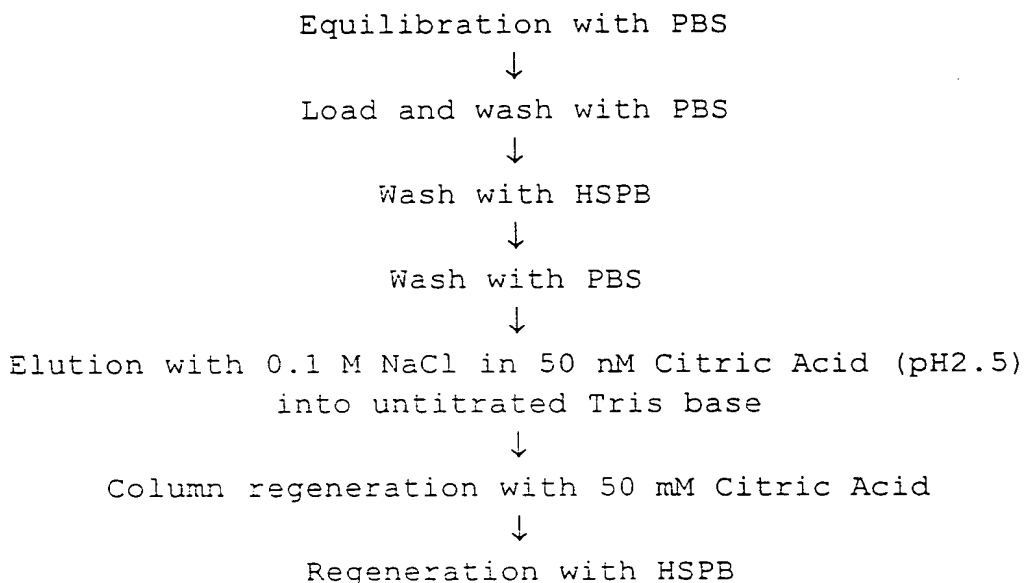 Equilibration with PBS
↓
Load and wash with PBS
↓
Wash with HSPB
↓
Wash with PBS
↓
Elution with 0.1 M NaCl in 50 nM Citric Acid (pH2.5)
into untitrated Tris base
↓
Column regeneration with 50 mM Citric Acid
↓
Regeneration with HSPB